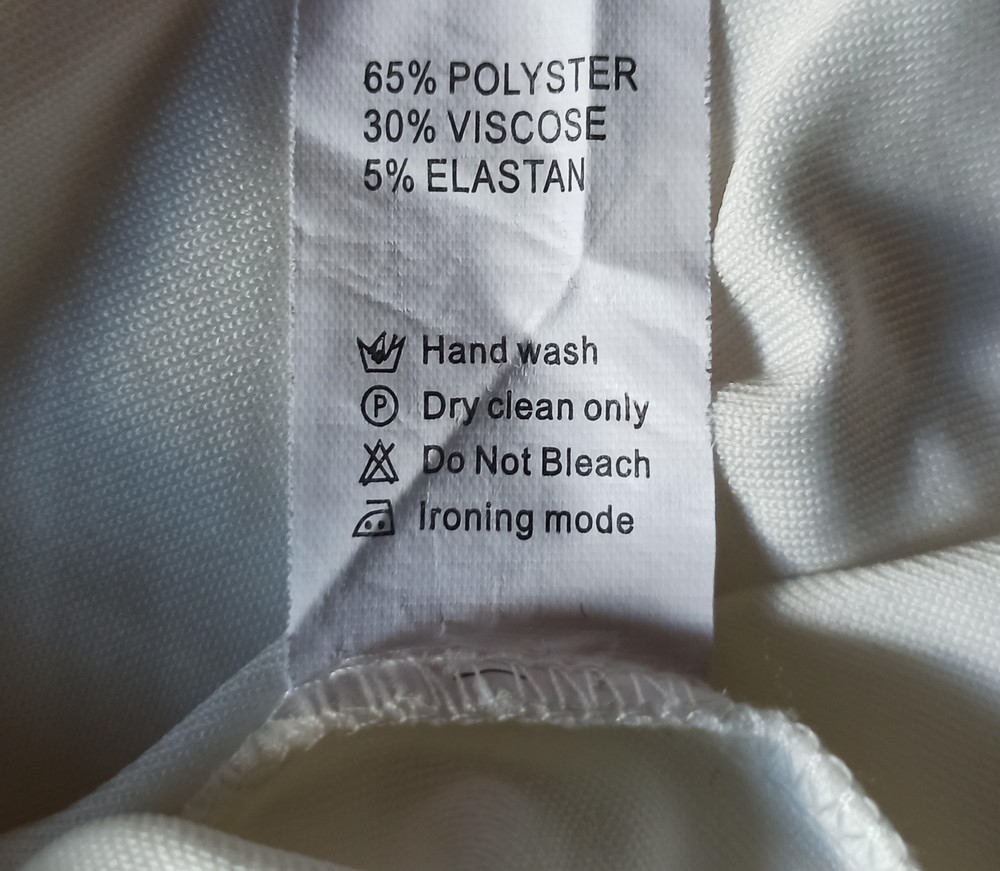 65% POLYSTER
30% VISCOSE
5% ELASTAN
Hand wash
P Dry clean only
Do Not Bleach
Ironing mode